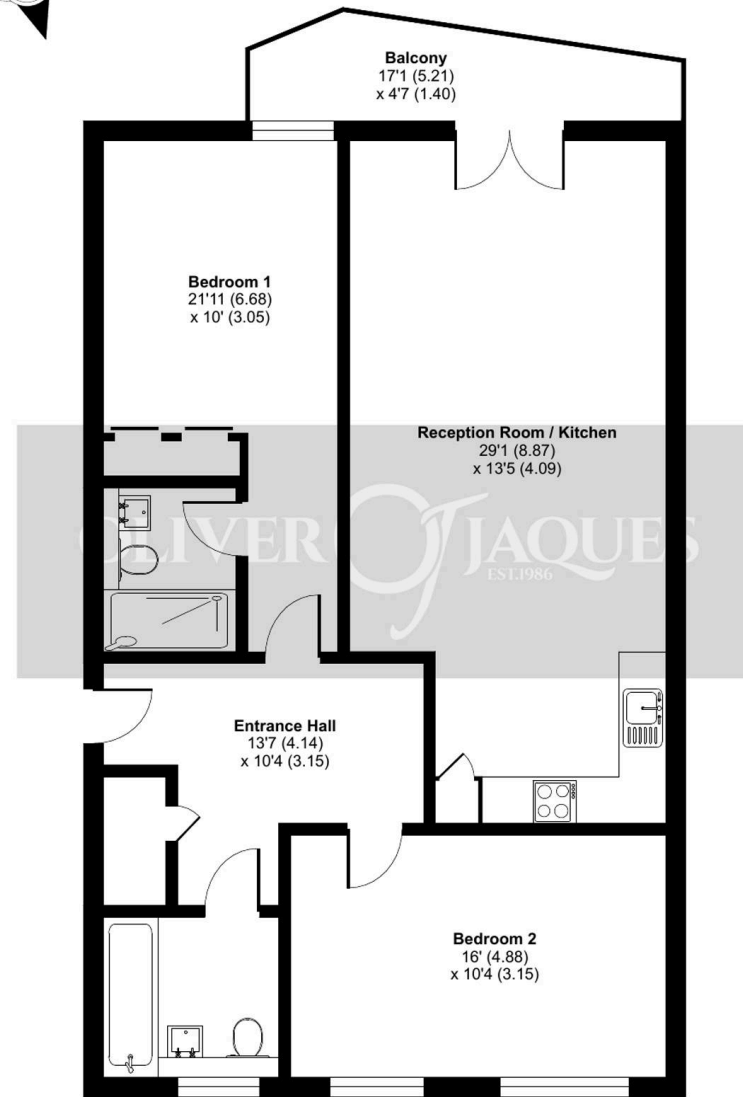 Balcony
17'1 (5.21)
x 4'7 (1.40)
Bedroom 1
21'11 (6.68)
x 10' (3.05)
Reception Room / Kitchen
29'1 (8.87)
x 13'5 (4.09)
OLIVER JAQUES
EST.1986
Entrance Hall
13'7 (4.14)
x 10'4 (3.15)
Bedroom 2
16' (4.88)
x 10'4 (3.15)